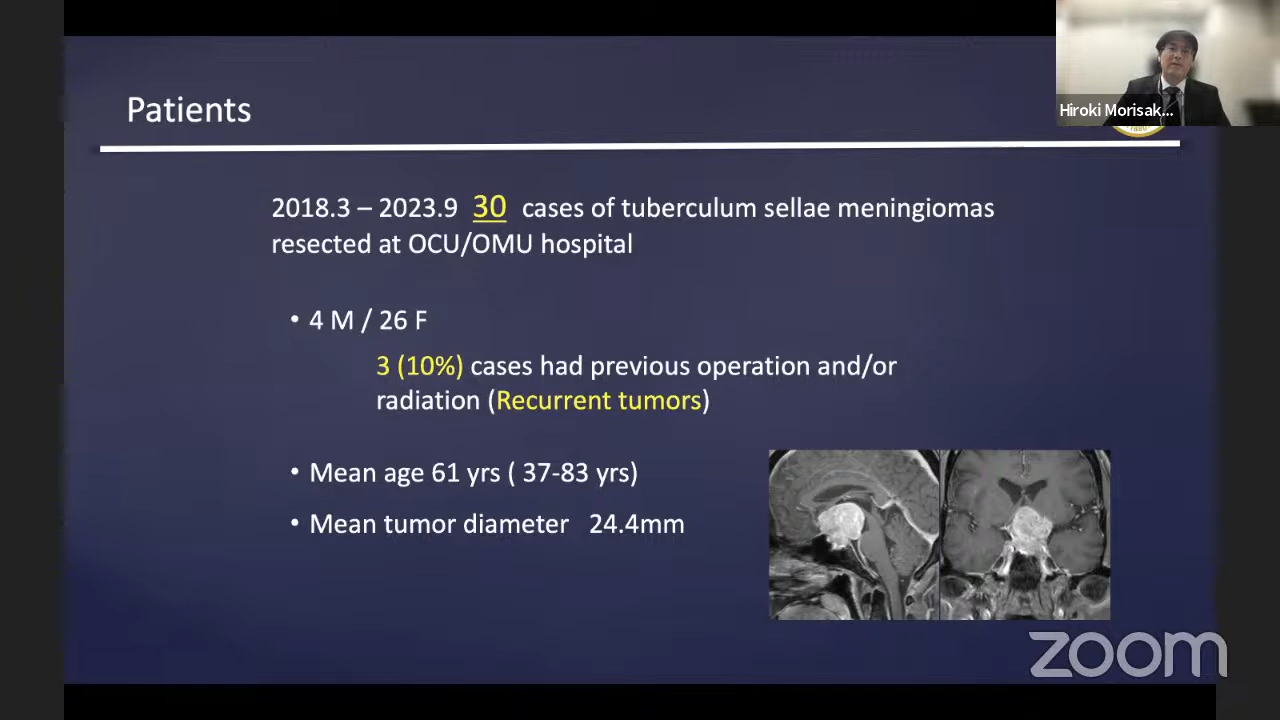 Patients
Hiroki Morisak...
2018.3 – 2023.9 30 cases of tuberculum sellae meningiomas
resected at OCU/OMU hospital
• 4 M / 26 F
3 (10%) cases had previous operation and/or
radiation (Recurrent tumors)
• Mean age 61 yrs ( 37-83 yrs)
• Mean tumor diameter 24.4mm
zoom